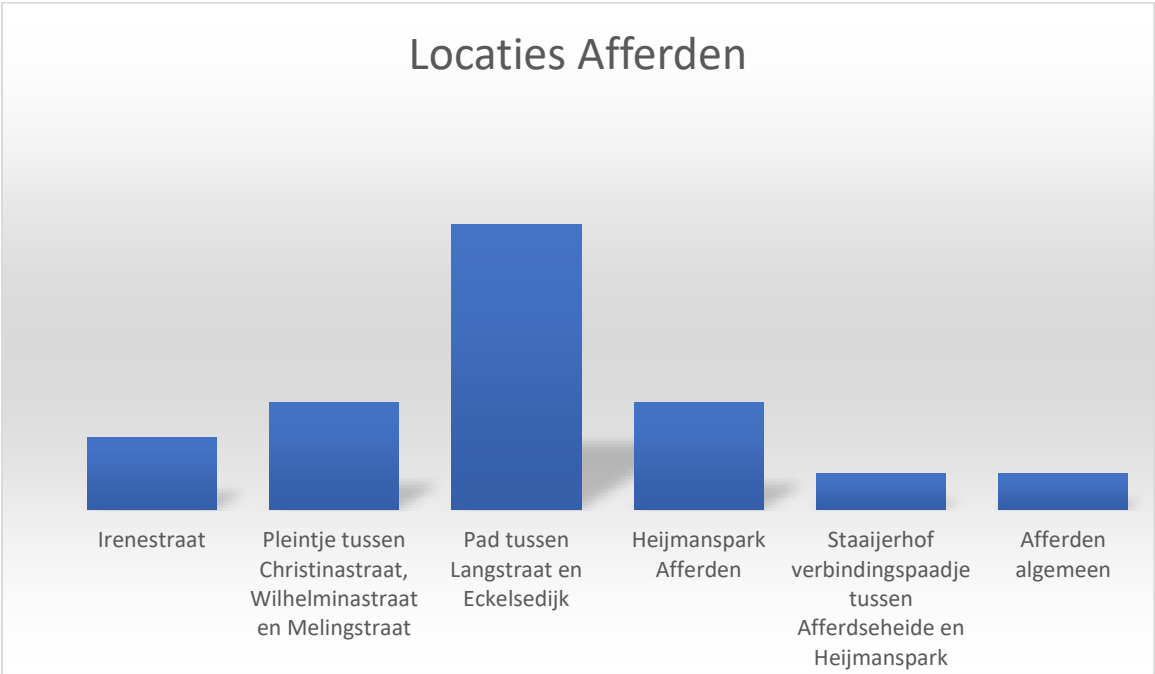 Locaties Afferden
Irenestraat
Pleintje tussen
Christinastraat,
Wilhelminastraat
en Melingstraat
Pad tussen
Langstraat en
Eckelsedijk
Heijmanspark
Afferden
Staaijerhof
verbindingspaadje
tussen
Afferdseheide en
Heijmanspark
Afferden
algemeen